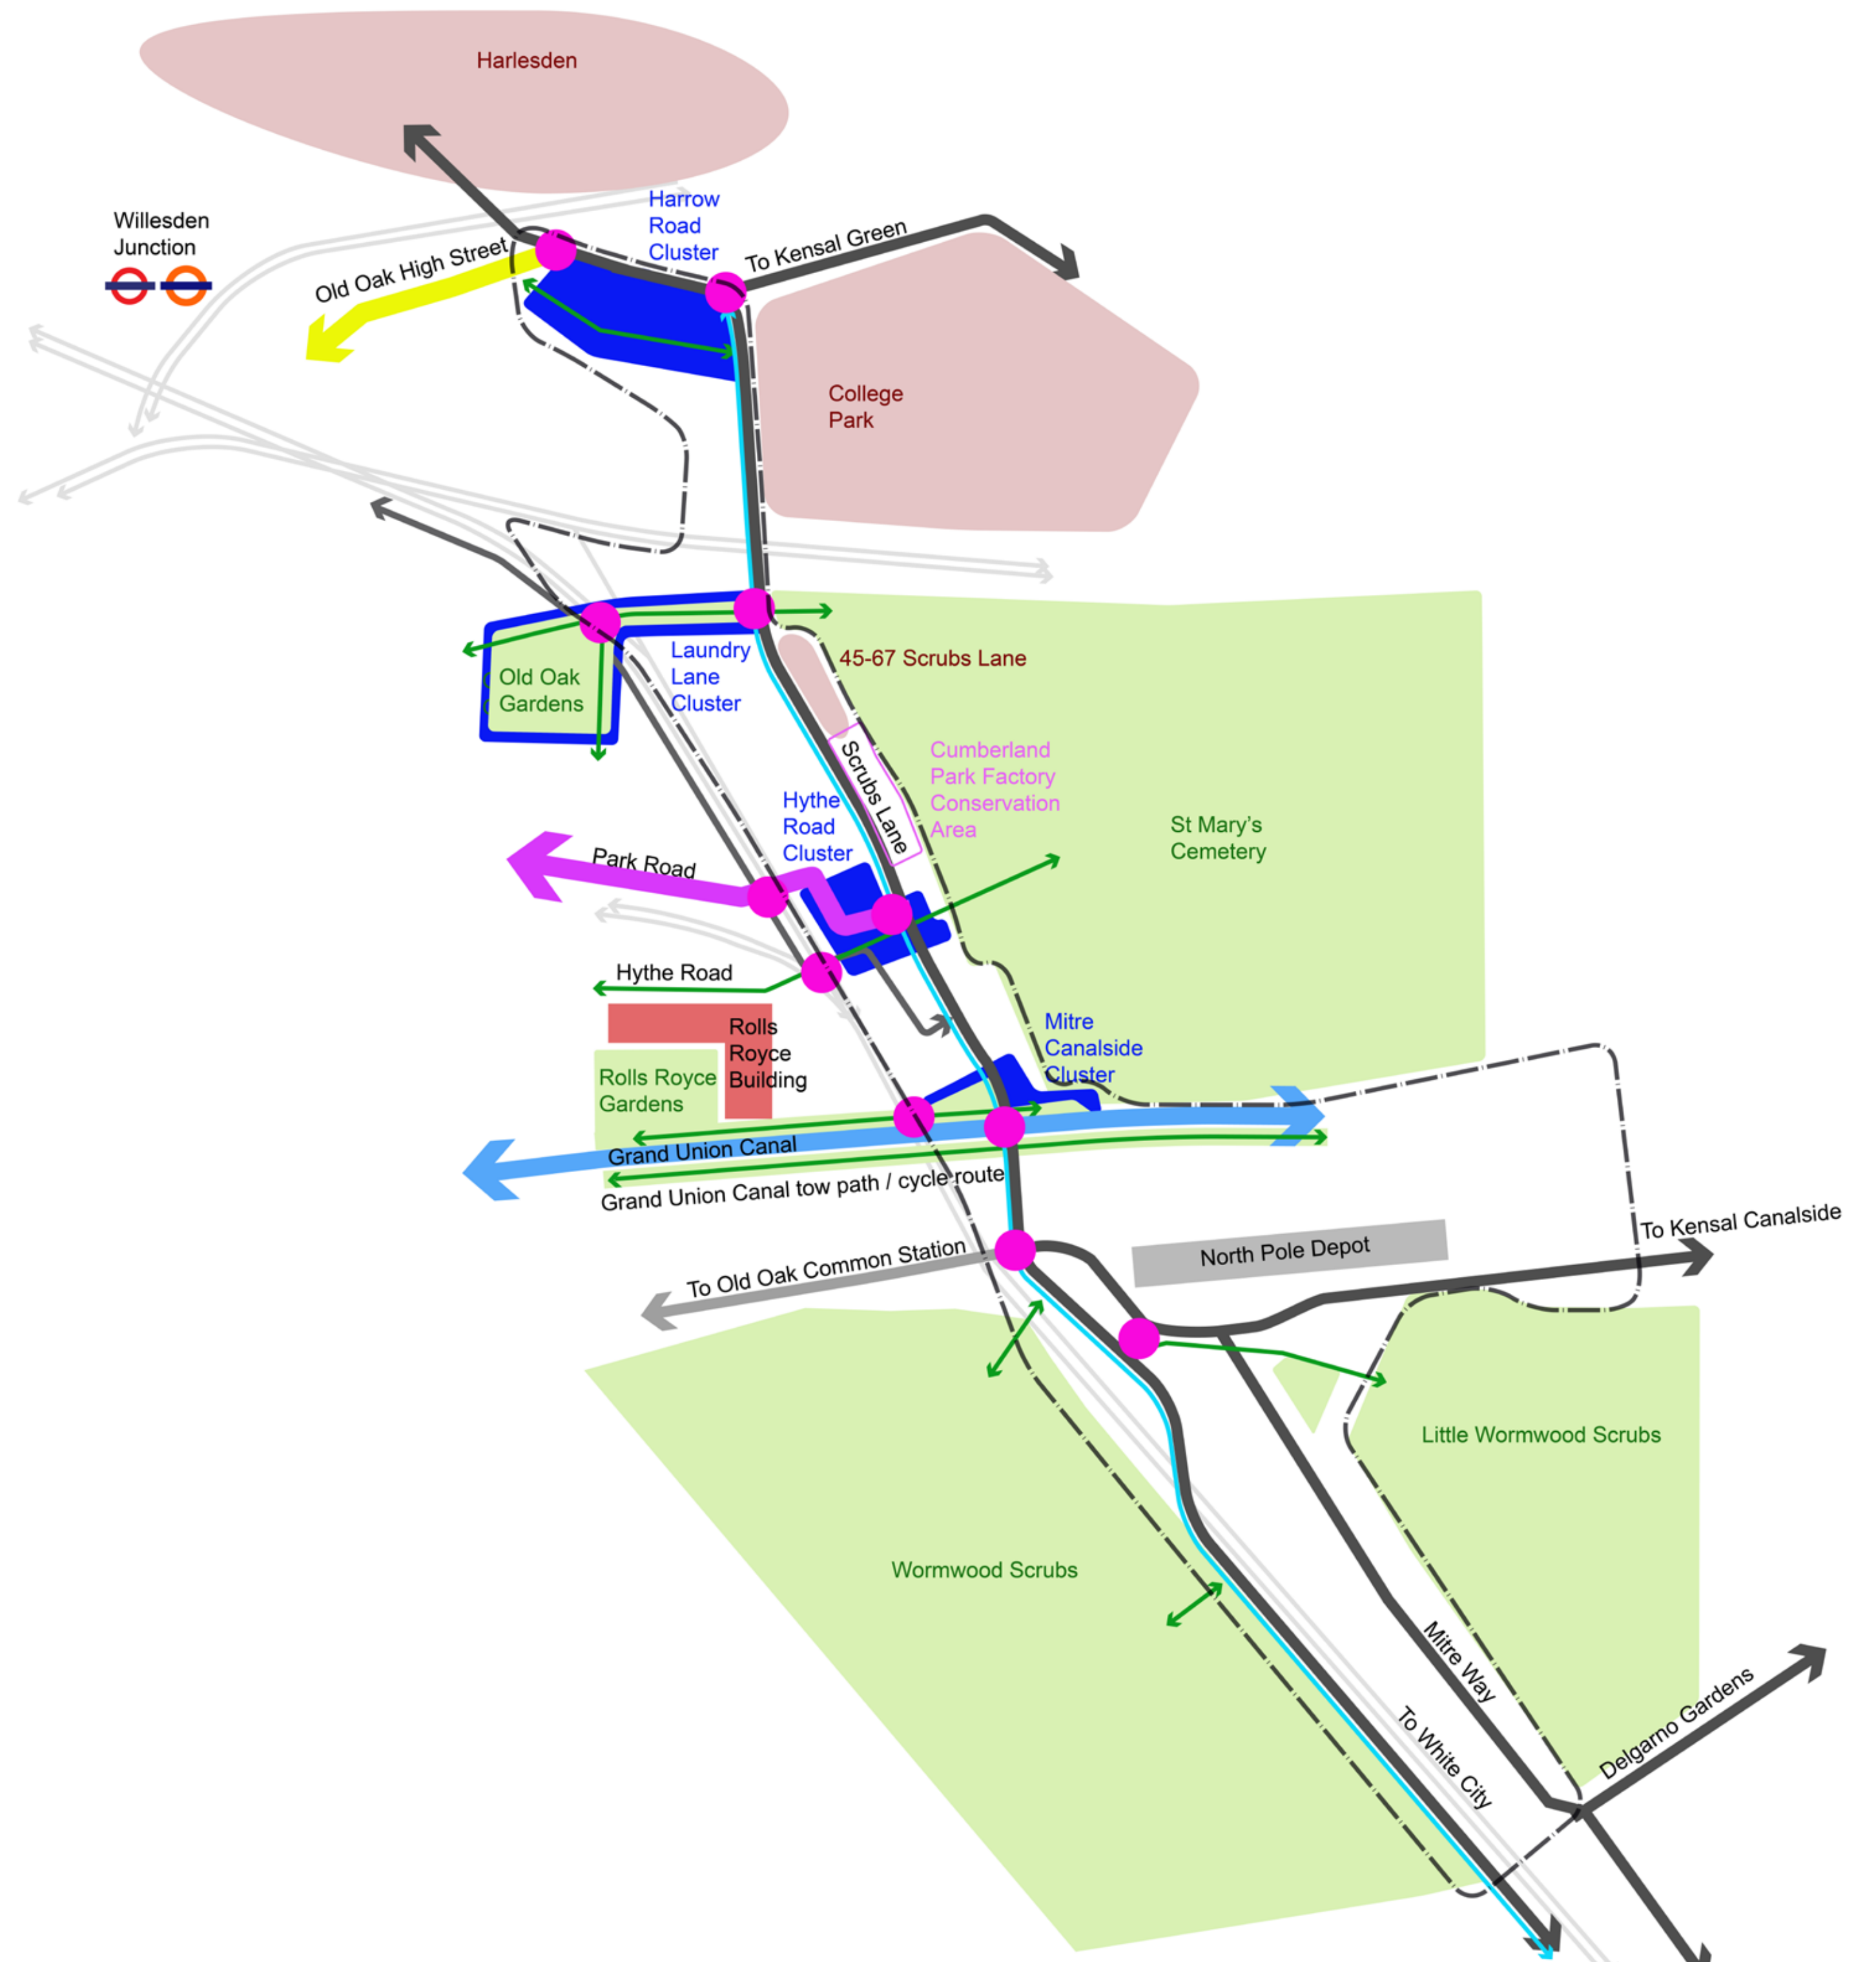 Harlesden
Willesden
Junction
Harrow
Road
Cluster
Old Oak High Street
To Kensal Green
College
Park
Laundry
Lane
Cluster
Old Oak
Gardens
45-67 Scrubs Lane
Scrubs Lane
Cumberland
Park Factory
Conservation
Area
Hythe
Road
Cluster
St Mary’s
Cemetery
Park Road
Hythe Road
Rolls
Royce
Building
Rolls Royce
Gardens
Mitre
Canalside
Cluster
Grand Union Canal
Grand Union Canal tow path / cycle route
To Old Oak Common Station
North Pole Depot
To Kensal Canalside
Little Wormwood Scrubs
Wormwood Scrubs
Mitre Way
To White City
Delgarno Gardens